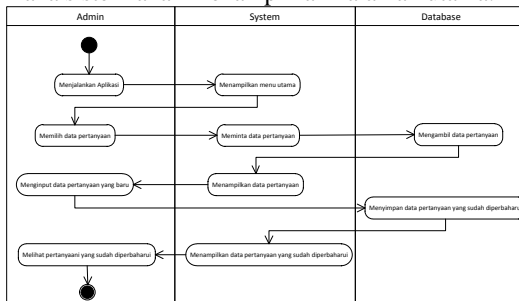 Admin
System
Database
Menjalankan Aplikasi
Menampilkan menu utama
Memilih data pertanyaan
Meminta data pertanyaan
Mengambil data pertanyaan
Menginput data pertanyaan yang baru
Menampilkan data pertanyaan
Menyimpan data pertanyaan yang sudah diperbaharu
Melihat pertanyaani yang sudah diperbaharui
Menampilkan data pertanyaan yang sudah diperbaharui